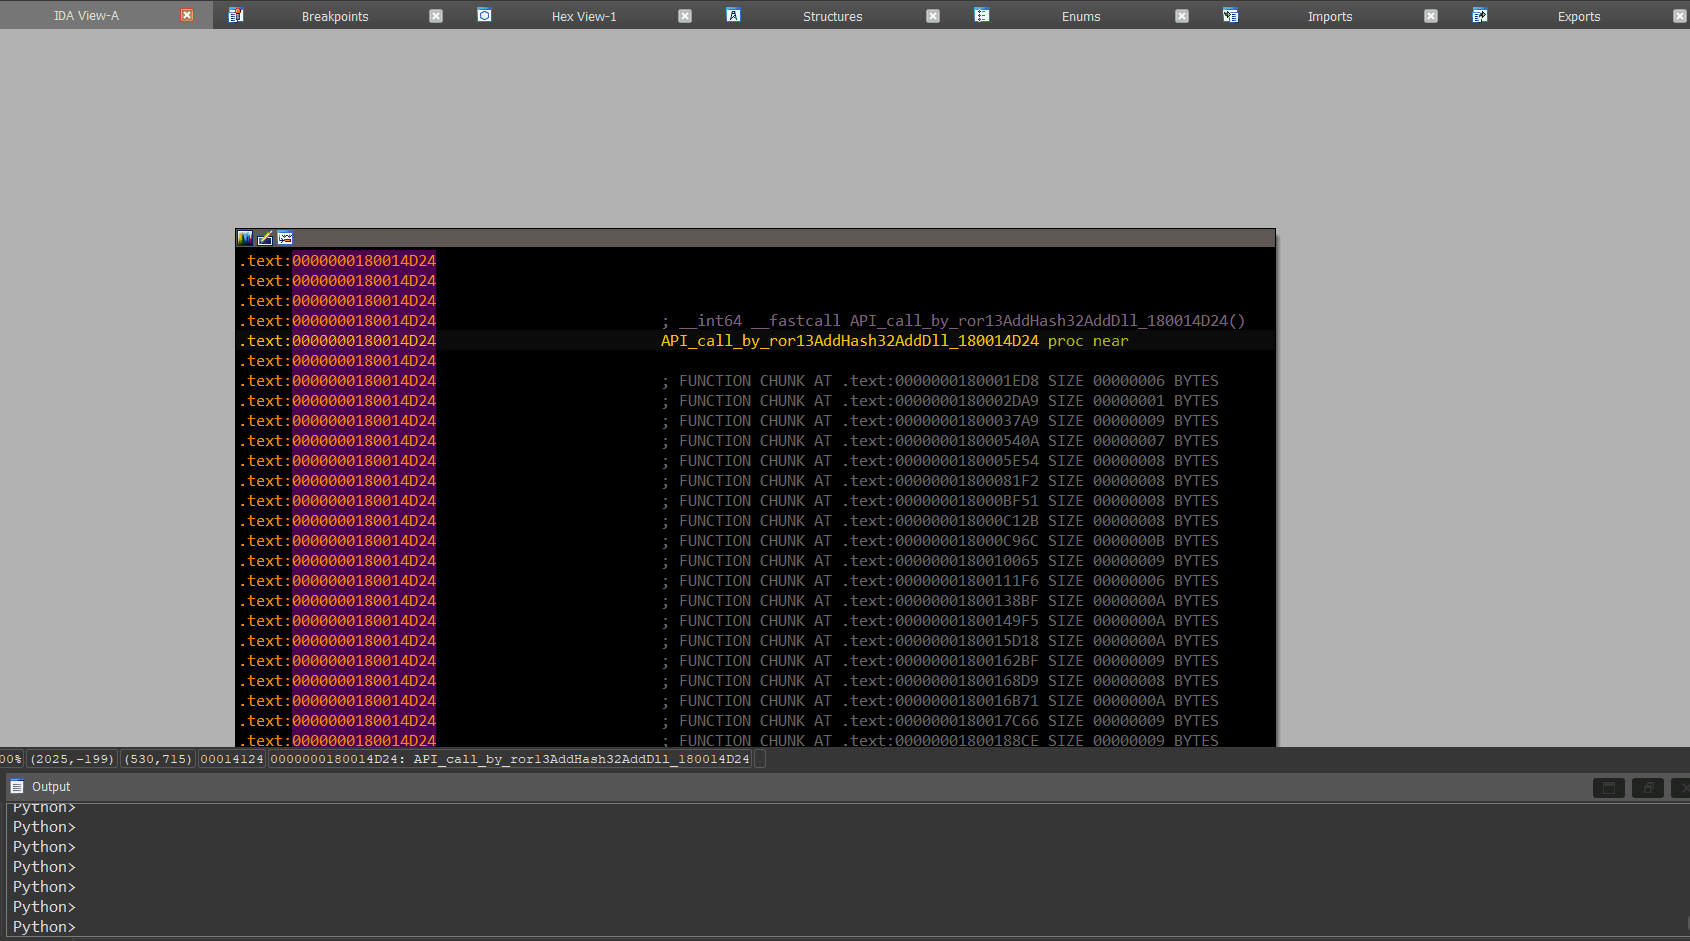 IDA View-A Breakpoints Hex View-1 Structures Enums Imports Exports
.text:0000000180014D24
.text:0000000180014D24
.text:0000000180014D24
.text:0000000180014D24 ; __int64 __fastcall API_call_by_ror13AddHash32AddDll_180014D24()
.text:0000000180014D24 API_call_by_ror13AddHash32AddDll_180014D24 proc near
.text:0000000180014D24
.text:0000000180014D24 ; FUNCTION CHUNK AT .text:0000000180001ED8 SIZE 00000006 BYTES
.text:0000000180014D24 ; FUNCTION CHUNK AT .text:0000000180002DA9 SIZE 00000001 BYTES
.text:0000000180014D24 ; FUNCTION CHUNK AT .text:00000001800037A9 SIZE 00000009 BYTES
.text:0000000180014D24 ; FUNCTION CHUNK AT .text:000000018000540A SIZE 00000007 BYTES
.text:0000000180014D24 ; FUNCTION CHUNK AT .text:0000000180005E54 SIZE 00000008 BYTES
.text:0000000180014D24 ; FUNCTION CHUNK AT .text:00000001800081F2 SIZE 00000008 BYTES
.text:0000000180014D24 ; FUNCTION CHUNK AT .text:000000018000BF51 SIZE 00000008 BYTES
.text:0000000180014D24 ; FUNCTION CHUNK AT .text:000000018000C12B SIZE 00000008 BYTES
.text:0000000180014D24 ; FUNCTION CHUNK AT .text:000000018000C96C SIZE 0000000B BYTES
.text:0000000180014D24 ; FUNCTION CHUNK AT .text:0000000180010065 SIZE 00000009 BYTES
.text:0000000180014D24 ; FUNCTION CHUNK AT .text:00000001800111F6 SIZE 00000006 BYTES
.text:0000000180014D24 ; FUNCTION CHUNK AT .text:00000001800138BF SIZE 0000000A BYTES
.text:0000000180014D24 ; FUNCTION CHUNK AT .text:00000001800149F5 SIZE 0000000A BYTES
.text:0000000180014D24 ; FUNCTION CHUNK AT .text:0000000180015D18 SIZE 0000000A BYTES
.text:0000000180014D24 ; FUNCTION CHUNK AT .text:00000001800162BF SIZE 00000009 BYTES
.text:0000000180014D24 ; FUNCTION CHUNK AT .text:00000001800168D9 SIZE 00000008 BYTES
.text:0000000180014D24 ; FUNCTION CHUNK AT .text:0000000180016B71 SIZE 0000000A BYTES
.text:0000000180014D24 ; FUNCTION CHUNK AT .text:0000000180017C66 SIZE 00000009 BYTES
.text:0000000180014D24 ; FUNCTION CHUNK AT .text:00000001800188CE SIZE 00000009 BYTES
00% (2025,-199) (530,715) 00014124 0000000180014D24: API_call_by_ror13AddHash32AddDll_180014D24
Output
Python>
Python>
Python>
Python>
Python>
Python>
Python>